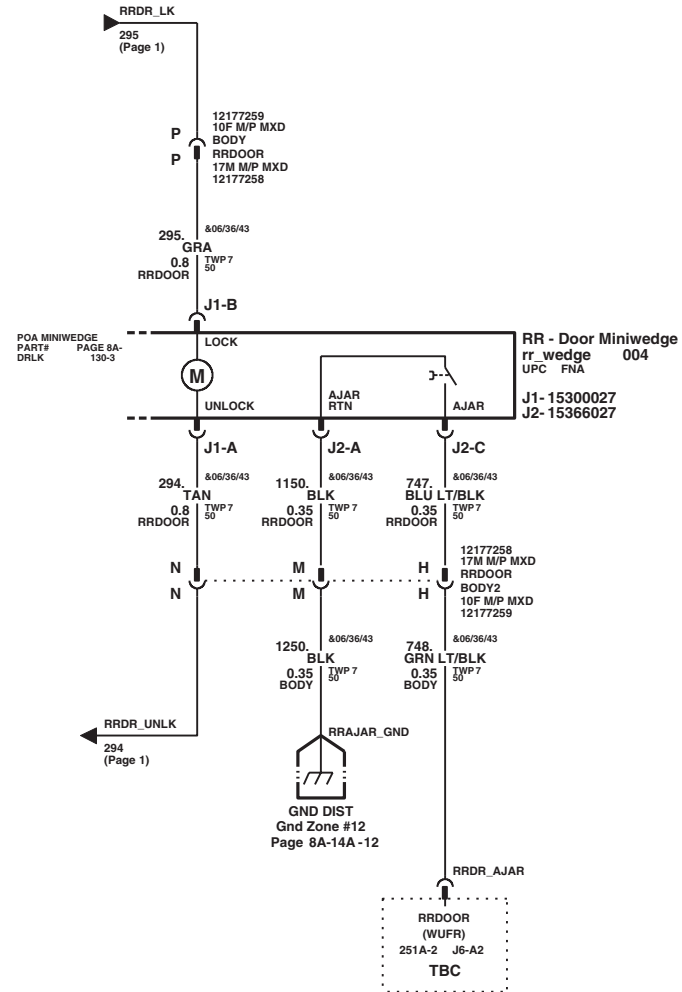 RRDR_LK
295
(Page 1)
12177259
10F M/P MXD
P BODY
P RRDOOR
17M M/P MXD
12177258
295. &06/36/43
GRA
0.8 TWP 7
RRDOOR 50
J1-B
POA MINIWEDGE
PART# PAGE 8A-
DRLK 130-3
LOCK
M
UNLOCK
AJAR
RTN
AJAR
RR - Door Miniwedge
rr_wedge 004
UPC FNA
J1- 15300027
J2- 15366027
J1-A J2-A J2-C
294. &06/36/43
TAN
0.8 TWP 7
RRDOOR 50
1150. &06/36/43
BLK
0.35 TWP 7
RRDOOR 50
747. &06/36/43
BLU LT/BLK
0.35 TWP 7
RRDOOR 50
N M H
N M H
12177258
17M M/P MXD
RRDOOR
BODY2
10F M/P MXD
12177259
1250. &06/36/43
BLK
0.35 TWP 7
BODY 50
748. &06/36/43
GRN LT/BLK
0.35 TWP 7
BODY 50
RRDR_UNLK
294
(Page 1)
RRAJAR_GND
GND DIST
Gnd Zone #12
Page 8A-14A -12
RRDR_AJAR
RRDOOR
(WUFR)
251A-2 J6-A2
TBC